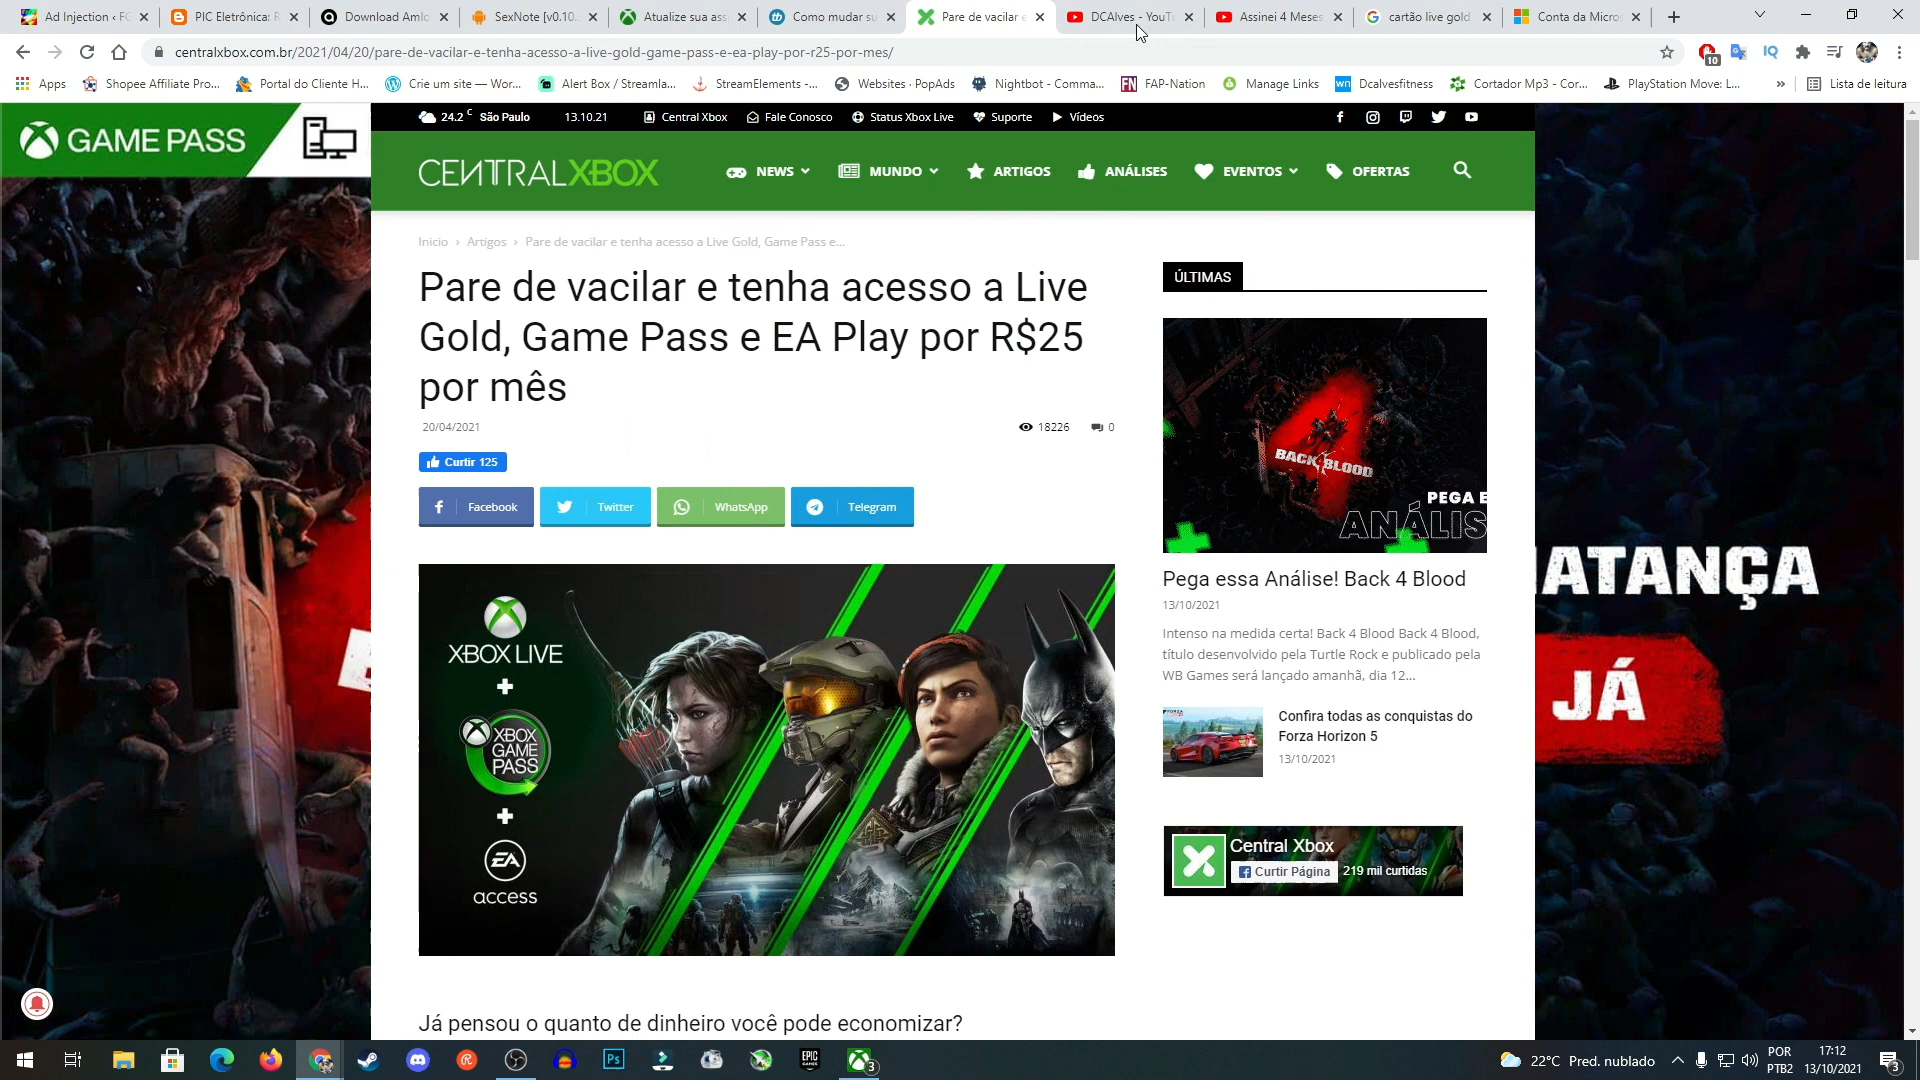 Ad Injection ‹ FG
PIC Eletrônica: R
Download Amlo
SexNote [v0.10.
Atualize sua ass
Como mudar su
Pare de vacilar e
DCAlves - YouTu
Assinei 4 Meses
cartão live gold
Conta da Micro
centralxbox.com.br/2021/04/20/pare-de-vacilar-e-tenha-acesso-a-live-gold-game-pass-e-ea-play-por-r25-por-mes/
10
IQ
Apps
Shopee Affiliate Pro...
Portal do Cliente H...
Crie um site — Wor...
Alert Box / Streamla...
StreamElements -...
Websites · PopAds
Nightbot - Comma...
FAP-Nation
Manage Links
Dcalvesfitness
Cortador Mp3 - Cor...
PlayStation Move: L...
»
Lista de leitura
GAME PASS
24.2 C São Paulo
13.10.21
Central Xbox
Fale Conosco
Status Xbox Live
Suporte
Vídeos
CENTRALXBOX
NEWS
MUNDO
ARTIGOS
ANÁLISES
EVENTOS
OFERTAS
Início › Artigos › Pare de vacilar e tenha acesso a Live Gold, Game Pass e...
Pare de vacilar e tenha acesso a Live
Gold, Game Pass e EA Play por R$25
por mês
20/04/2021
18226
0
Curtir 125
Facebook
Twitter
WhatsApp
Telegram
XBOX LIVE
+
XBOX
GAME
PASS
+
EA
access
Já pensou o quanto de dinheiro você pode economizar?
ÚLTIMAS
BACK 4 BLOOD
PEGA E
ANÁLIS
Pega essa Análise! Back 4 Blood
13/10/2021
Intenso na medida certa! Back 4 Blood Back 4 Blood,
título desenvolvido pela Turtle Rock e publicado pela
WB Games será lançado amanhã, dia 12...
Confira todas as conquistas do
Forza Horizon 5
13/10/2021
Central Xbox
Curtir Página
219 mil curtidas
ATANÇA
JÁ
Ps
EPIC
GAMES
3
22°C Pred. nublado
POR
PTB2
17:12
13/10/2021
3